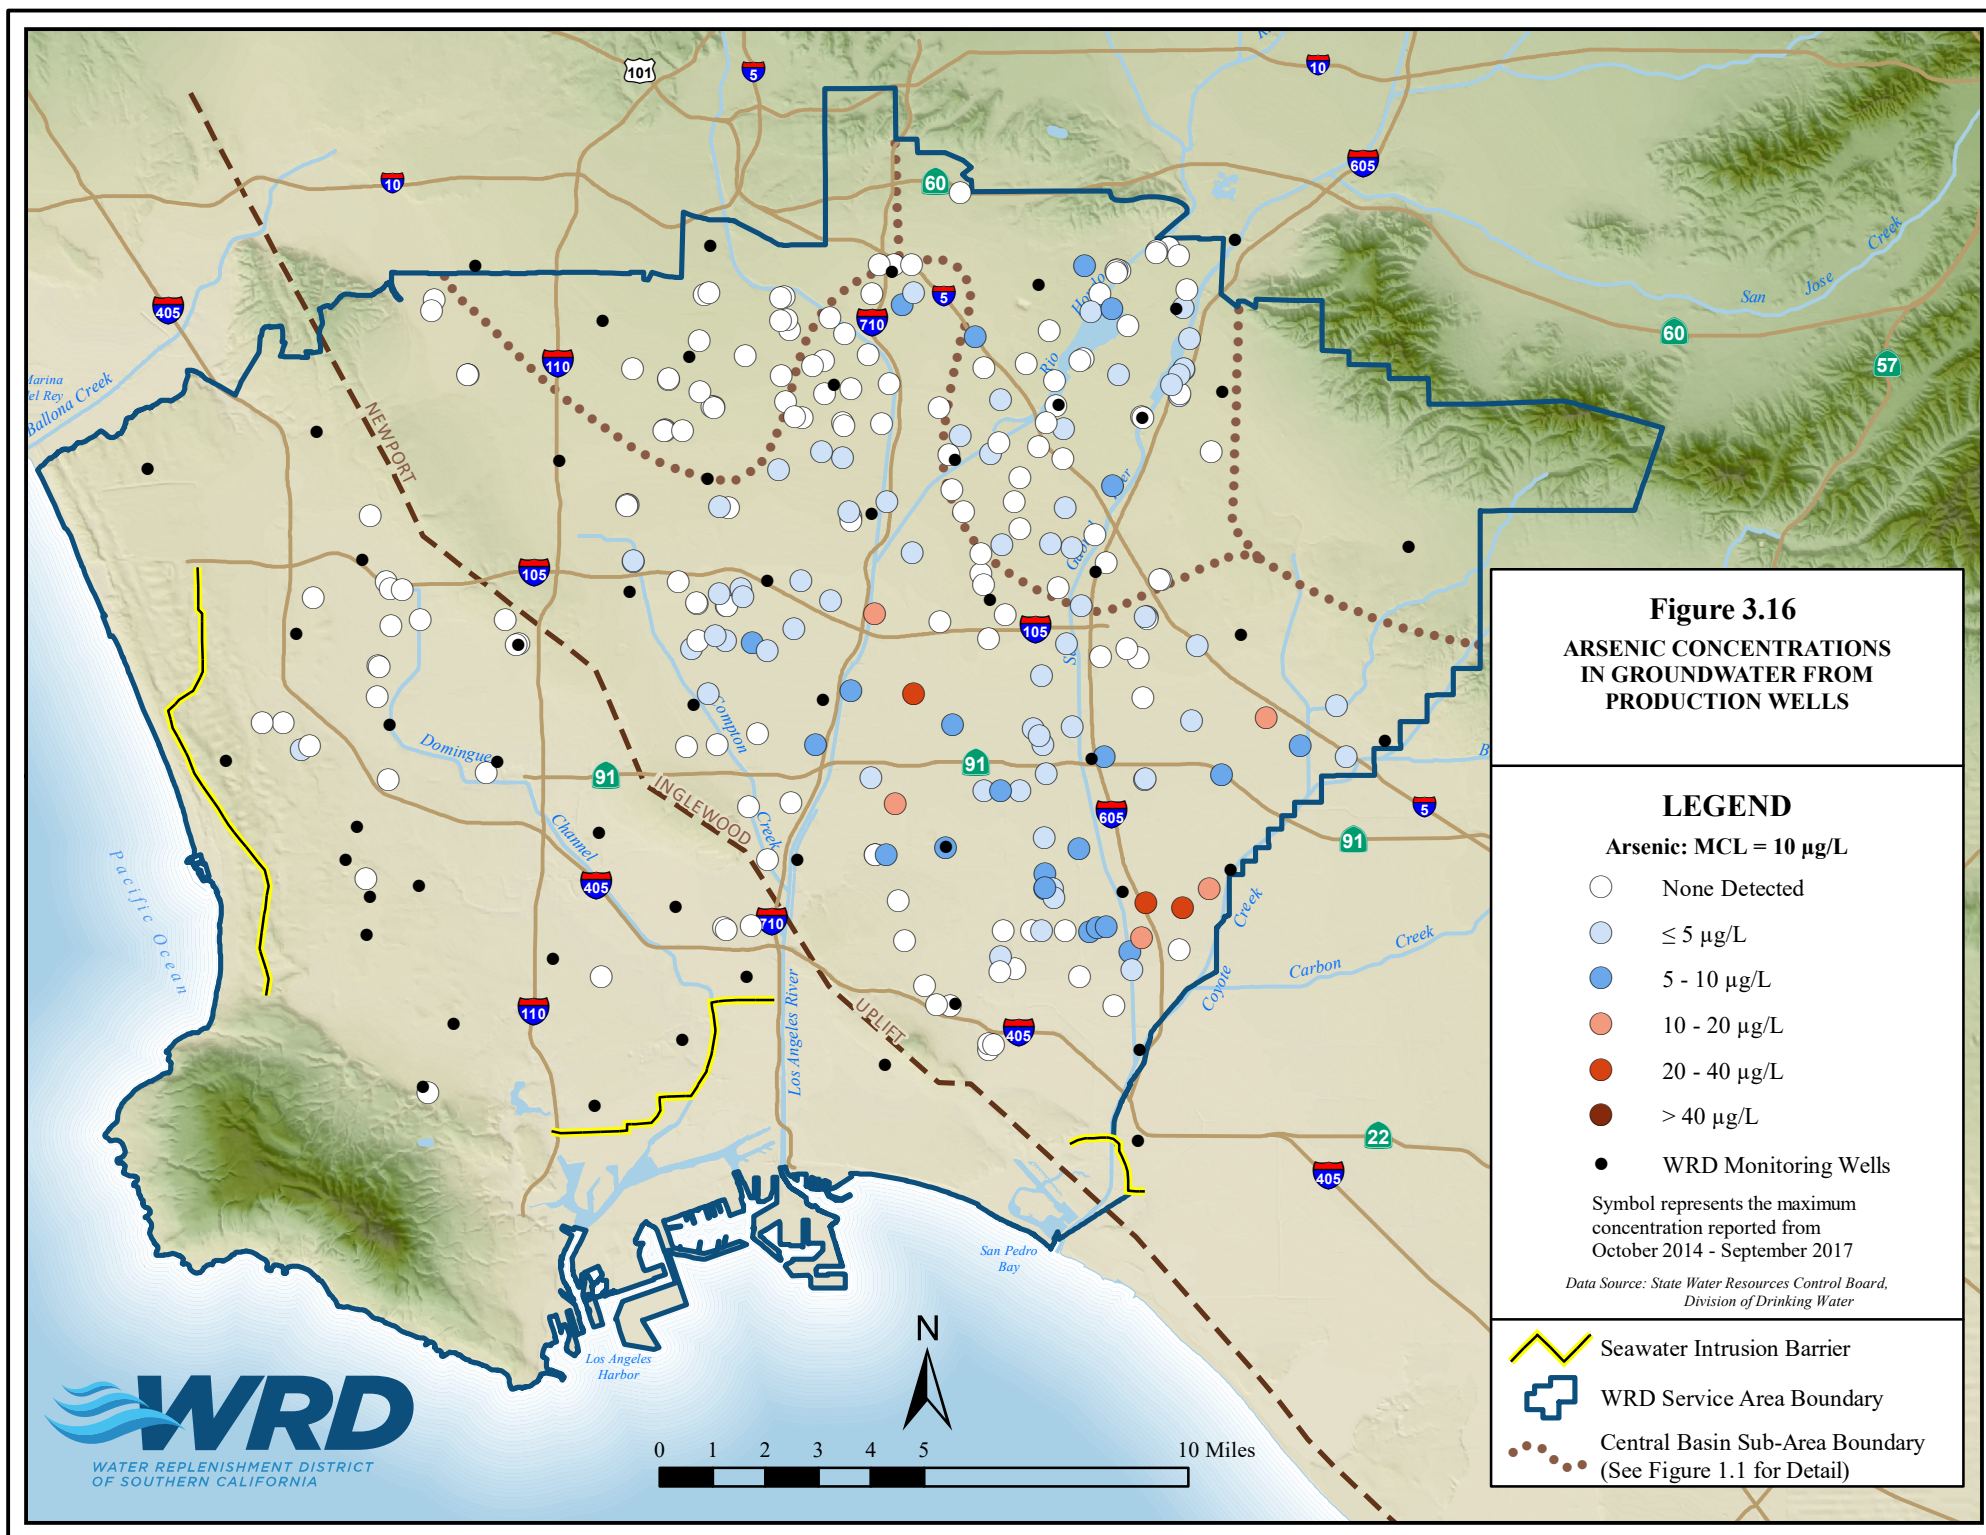 101
5
10
10
605
60
405
5
710
110
60
57
Creek
Jose
San
Marina
del Rey
Ballona Creek
Rio
Hondo
NEWPORT
105
105
Compton
Creek
Dominguez
Channel
91
91
INGLEWOOD
605
5
91
405
710
Pacific Ocean
Creek
Coyote
Carbon
Creek
110
Los Angeles River
UPLIFT
405
22
405
San Pedro
Bay
Los Angeles
Harbor
N
0 1 2 3 4 5 10 Miles
WRD
WATER REPLENISHMENT DISTRICT
OF SOUTHERN CALIFORNIA
Figure 3.16
ARSENIC CONCENTRATIONS
IN GROUNDWATER FROM
PRODUCTION WELLS
LEGEND
Arsenic: MCL = 10 µg/L
None Detected
≤ 5 µg/L
5 - 10 µg/L
10 - 20 µg/L
20 - 40 µg/L
> 40 µg/L
WRD Monitoring Wells
Symbol represents the maximum
concentration reported from
October 2014 - September 2017
Data Source: State Water Resources Control Board,
Division of Drinking Water
Seawater Intrusion Barrier
WRD Service Area Boundary
Central Basin Sub-Area Boundary
(See Figure 1.1 for Detail)